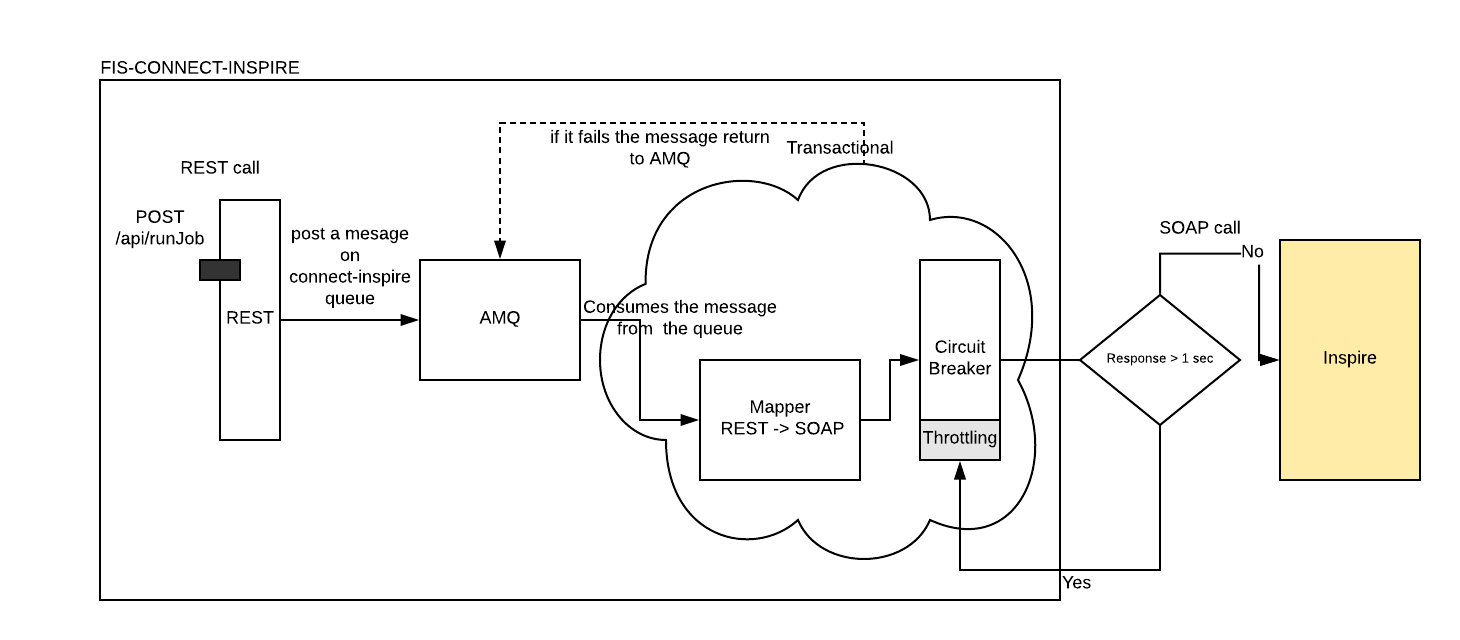 FIS-CONNECT-INSPIRE
if it fails the message return
to AMQ
Transactional
REST call
POST
/api/runJob
post a mesage
on
connect-inspire
queue
REST
AMQ
Consumes the message
from  the queue
Mapper
REST -> SOAP
Circuit
Breaker
Throttling
SOAP call
No
Response > 1 sec
Inspire
Yes